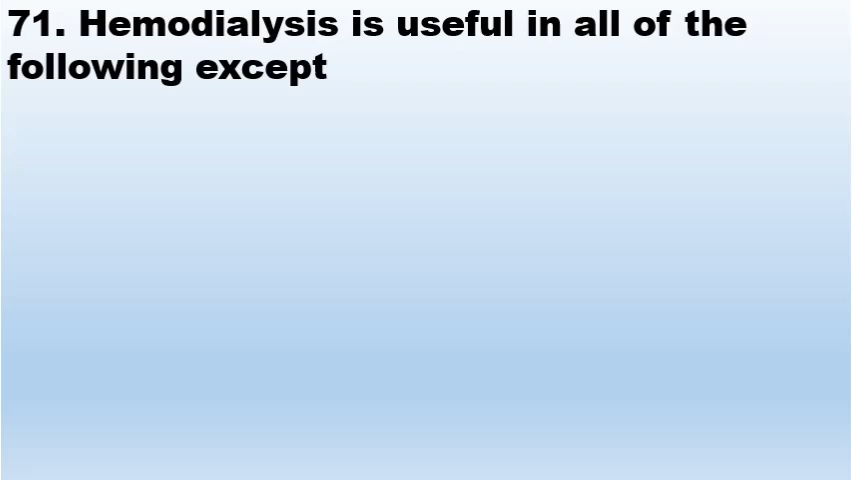 71. Hemodialysis is useful in all of the
following except